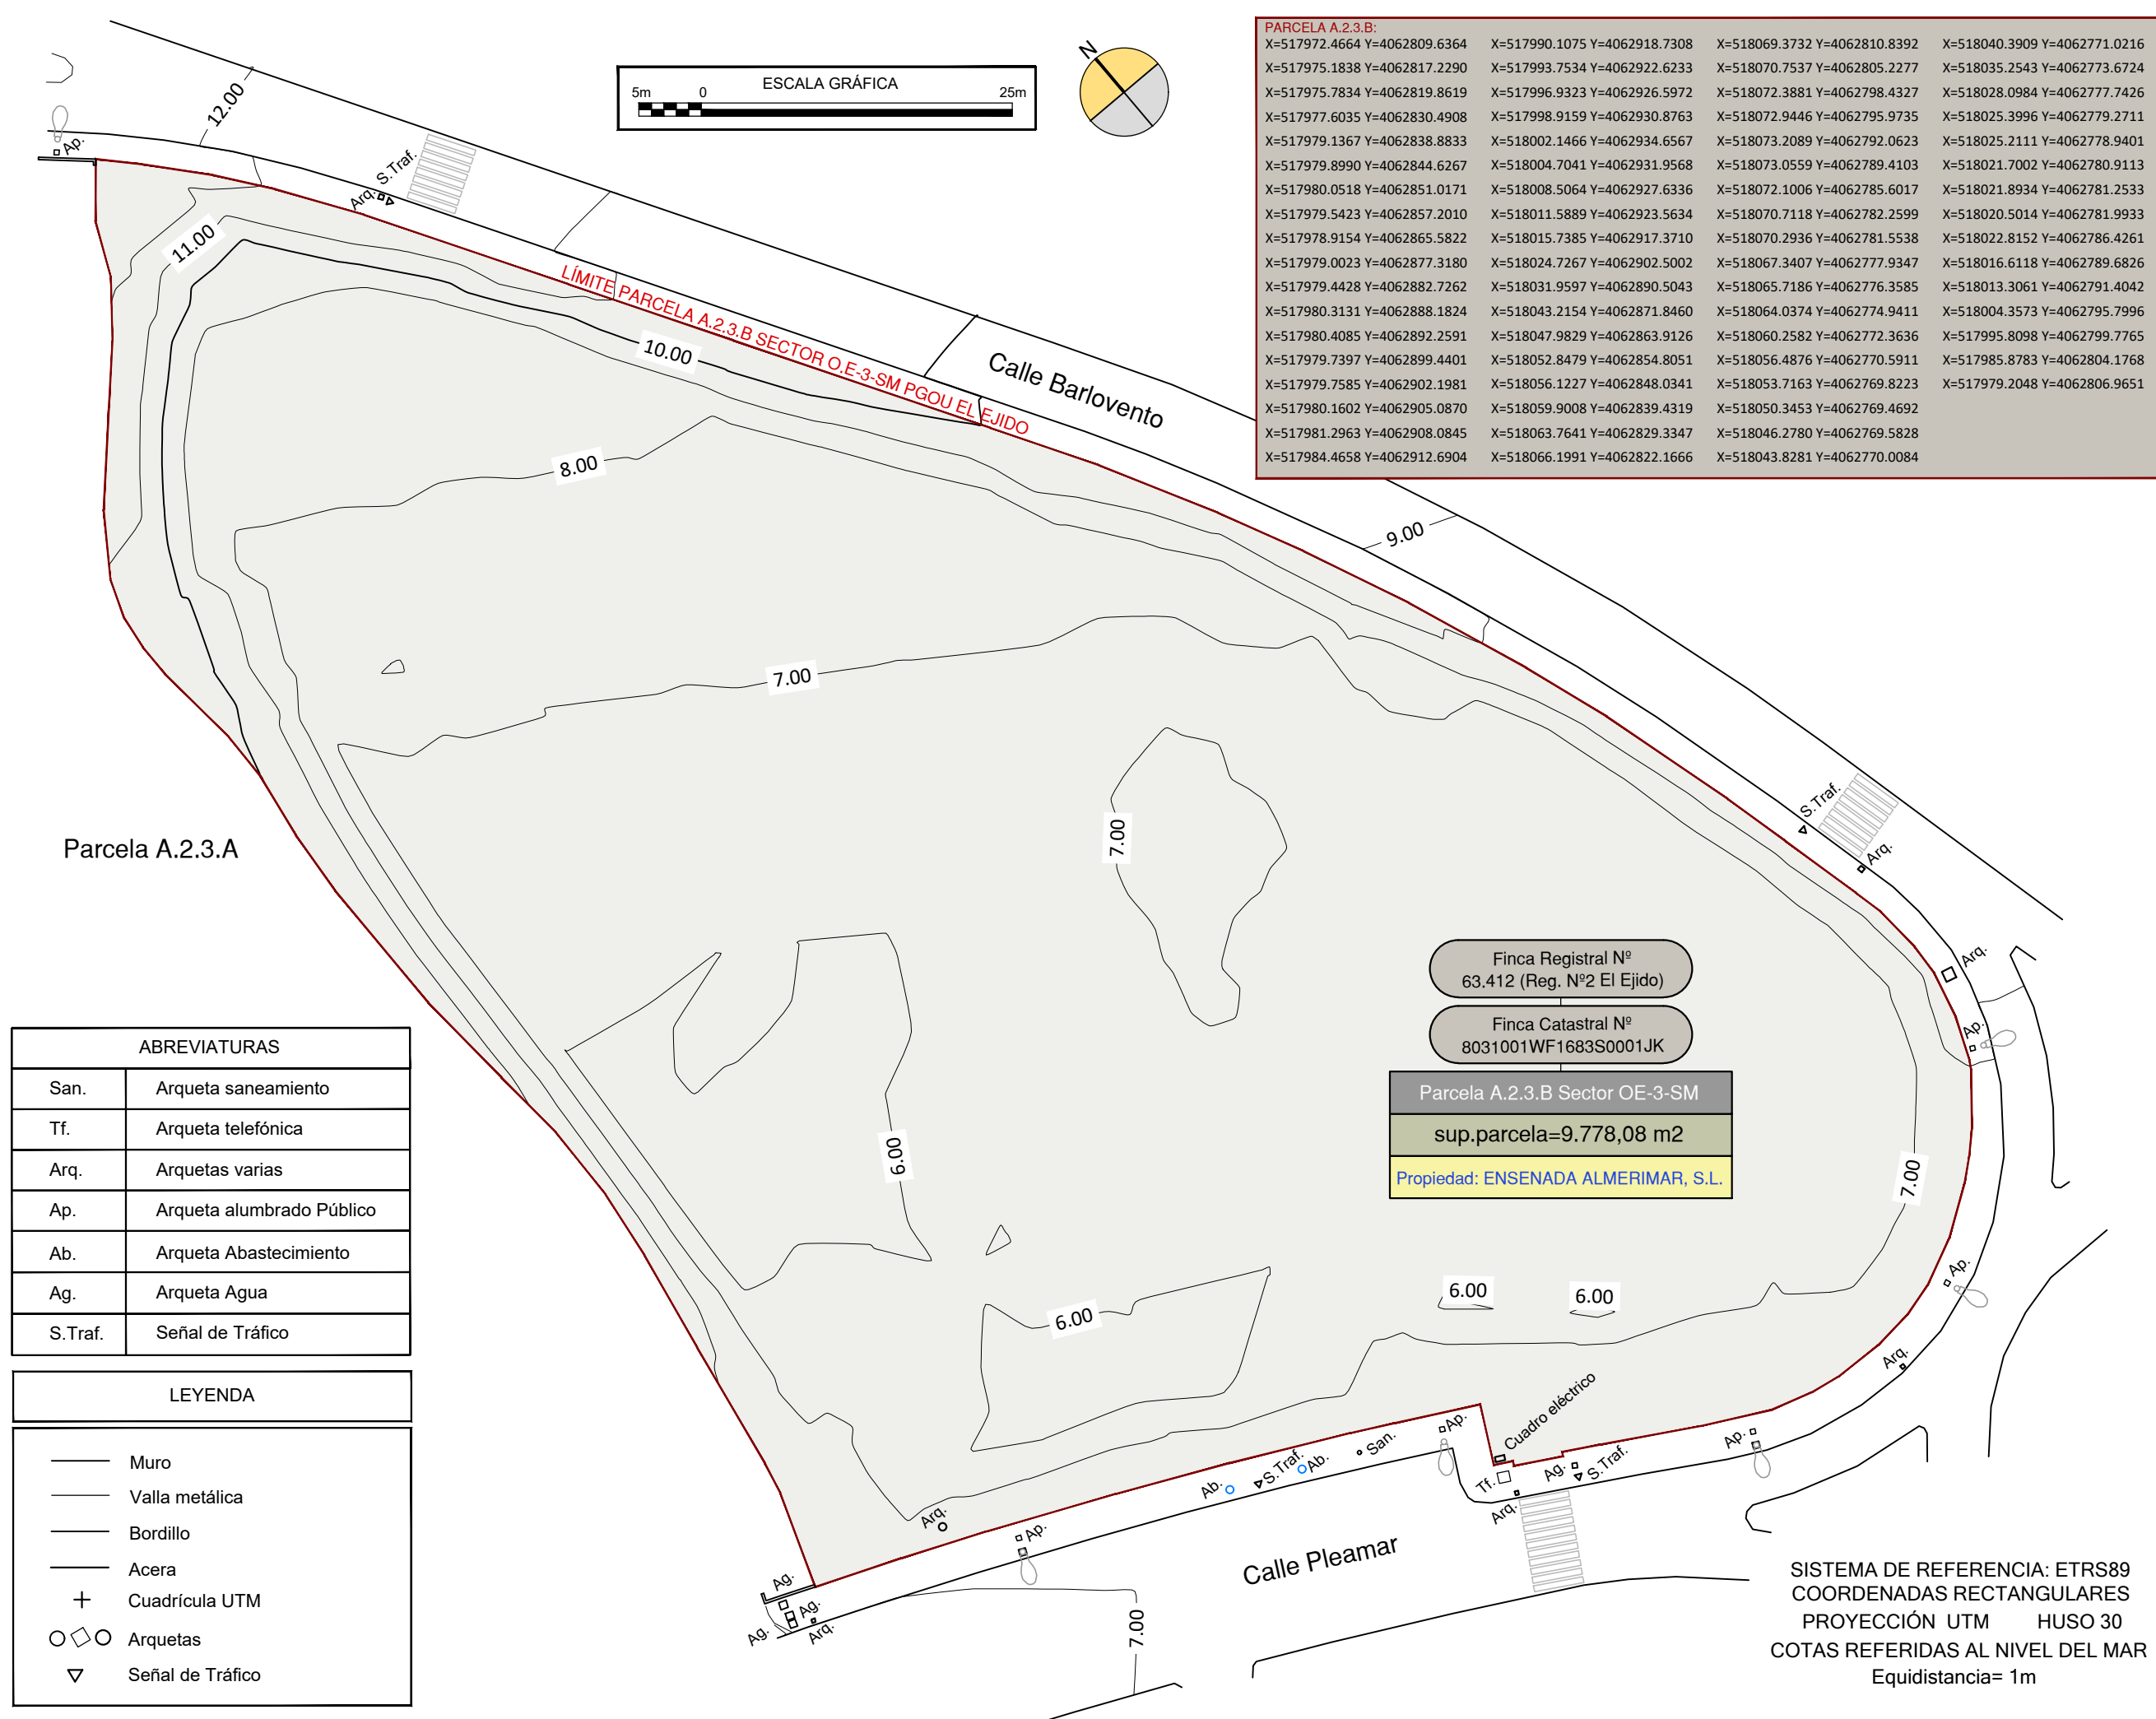 PARCELA A.2.3.B:
X=517972.4664 Y=4062809.6364 X=517990.1075 Y=4062918.7308 X=518069.3732 Y=4062810.8392 X=518040.3909 Y=4062771.0216
X=517975.1838 Y=4062817.2290 X=517993.7534 Y=4062922.6233 X=518070.7537 Y=4062805.2277 X=518035.2543 Y=4062773.6724
X=517975.7834 Y=4062819.8619 X=517996.9323 Y=4062926.5972 X=518072.3881 Y=4062798.4327 X=518028.0984 Y=4062777.7426
X=517977.6035 Y=4062830.4908 X=517998.9159 Y=4062930.8763 X=518072.9446 Y=4062795.9735 X=518025.3996 Y=4062779.2711
X=517979.1367 Y=4062838.8833 X=518002.1466 Y=4062934.6567 X=518073.2089 Y=4062792.0623 X=518025.2111 Y=4062778.9401
X=517979.8990 Y=4062844.6267 X=518004.7041 Y=4062931.9568 X=518073.0559 Y=4062789.4103 X=518021.7002 Y=4062780.9113
X=517980.0518 Y=4062851.0171 X=518008.5064 Y=4062927.6336 X=518072.1006 Y=4062785.6017 X=518021.8934 Y=4062781.2533
X=517979.5423 Y=4062857.2010 X=518011.5889 Y=4062923.5634 X=518070.7118 Y=4062782.2599 X=518020.5014 Y=4062781.9933
X=517978.9154 Y=4062865.5822 X=518015.7385 Y=4062917.3710 X=518070.2936 Y=4062781.5538 X=518022.8152 Y=4062786.4261
X=517979.0023 Y=4062877.3180 X=518024.7267 Y=4062902.5002 X=518067.3407 Y=4062777.9347 X=518016.6118 Y=4062789.6826
X=517979.4428 Y=4062882.7262 X=518031.9597 Y=4062890.5043 X=518065.7186 Y=4062776.3585 X=518013.3061 Y=4062791.4042
X=517980.3131 Y=4062888.1824 X=518043.2154 Y=4062871.8460 X=518064.0374 Y=4062774.9411 X=518004.3573 Y=4062795.7996
X=517980.4085 Y=4062892.2591 X=518047.9829 Y=4062863.9126 X=518060.2582 Y=4062772.3636 X=517995.8098 Y=4062799.7765
X=517979.7397 Y=4062899.4401 X=518052.8479 Y=4062854.8051 X=518056.4876 Y=4062770.5911 X=517985.8783 Y=4062804.1768
X=517979.7585 Y=4062902.1981 X=518056.1227 Y=4062848.0341 X=518053.7163 Y=4062769.8223 X=517979.2048 Y=4062806.9651
X=517980.1602 Y=4062905.0870 X=518059.9008 Y=4062839.4319 X=518050.3453 Y=4062769.4692
X=517981.2963 Y=4062908.0845 X=518063.7641 Y=4062829.3347 X=518046.2780 Y=4062769.5828
X=517984.4658 Y=4062912.6904 X=518066.1991 Y=4062822.1666 X=518043.8281 Y=4062770.0084
ESCALA GRÁFICA
5m 0 25m
N
12.00
Ap.
S.Traf.
Arq.
11.00
LÍMITE PARCELA A.2.3.B SECTOR O.E-3-SM PGOU EL EJIDO
10.00
Calle Barlovento
8.00
9.00
7.00
7.00
S.Traf.
Arq.
Parcela A.2.3.A
Finca Registral Nº
63.412 (Reg. Nº2 El Ejido)
Finca Catastral Nº
8031001WF1683S0001JK
Parcela A.2.3.B Sector OE-3-SM
sup.parcela=9.778,08 m2
Propiedad: ENSENADA ALMERIMAR, S.L.
Arq.
Ap.
6.00
7.00
Ap.
6.00
6.00
6.00
Arq.
Cuadro eléctrico
Ap.
San.
Ab.
S.Traf.
Ab.
Tf.
Ag.
S.Traf.
Ap.
Arq.
Arq.
Ap.
Calle Pleamar
Ag.
Ag.
Ag.
Arq.
7.00
ABREVIATURAS
San. Arqueta saneamiento
Tf. Arqueta telefónica
Arq. Arquetas varias
Ap. Arqueta alumbrado Público
Ab. Arqueta Abastecimiento
Ag. Arqueta Agua
S.Traf. Señal de Tráfico
LEYENDA
Muro
Valla metálica
Bordillo
Acera
Cuadrícula UTM
Arquetas
Señal de Tráfico
SISTEMA DE REFERENCIA: ETRS89
COORDENADAS RECTANGULARES
PROYECCIÓN UTM HUSO 30
COTAS REFERIDAS AL NIVEL DEL MAR
Equidistancia= 1m